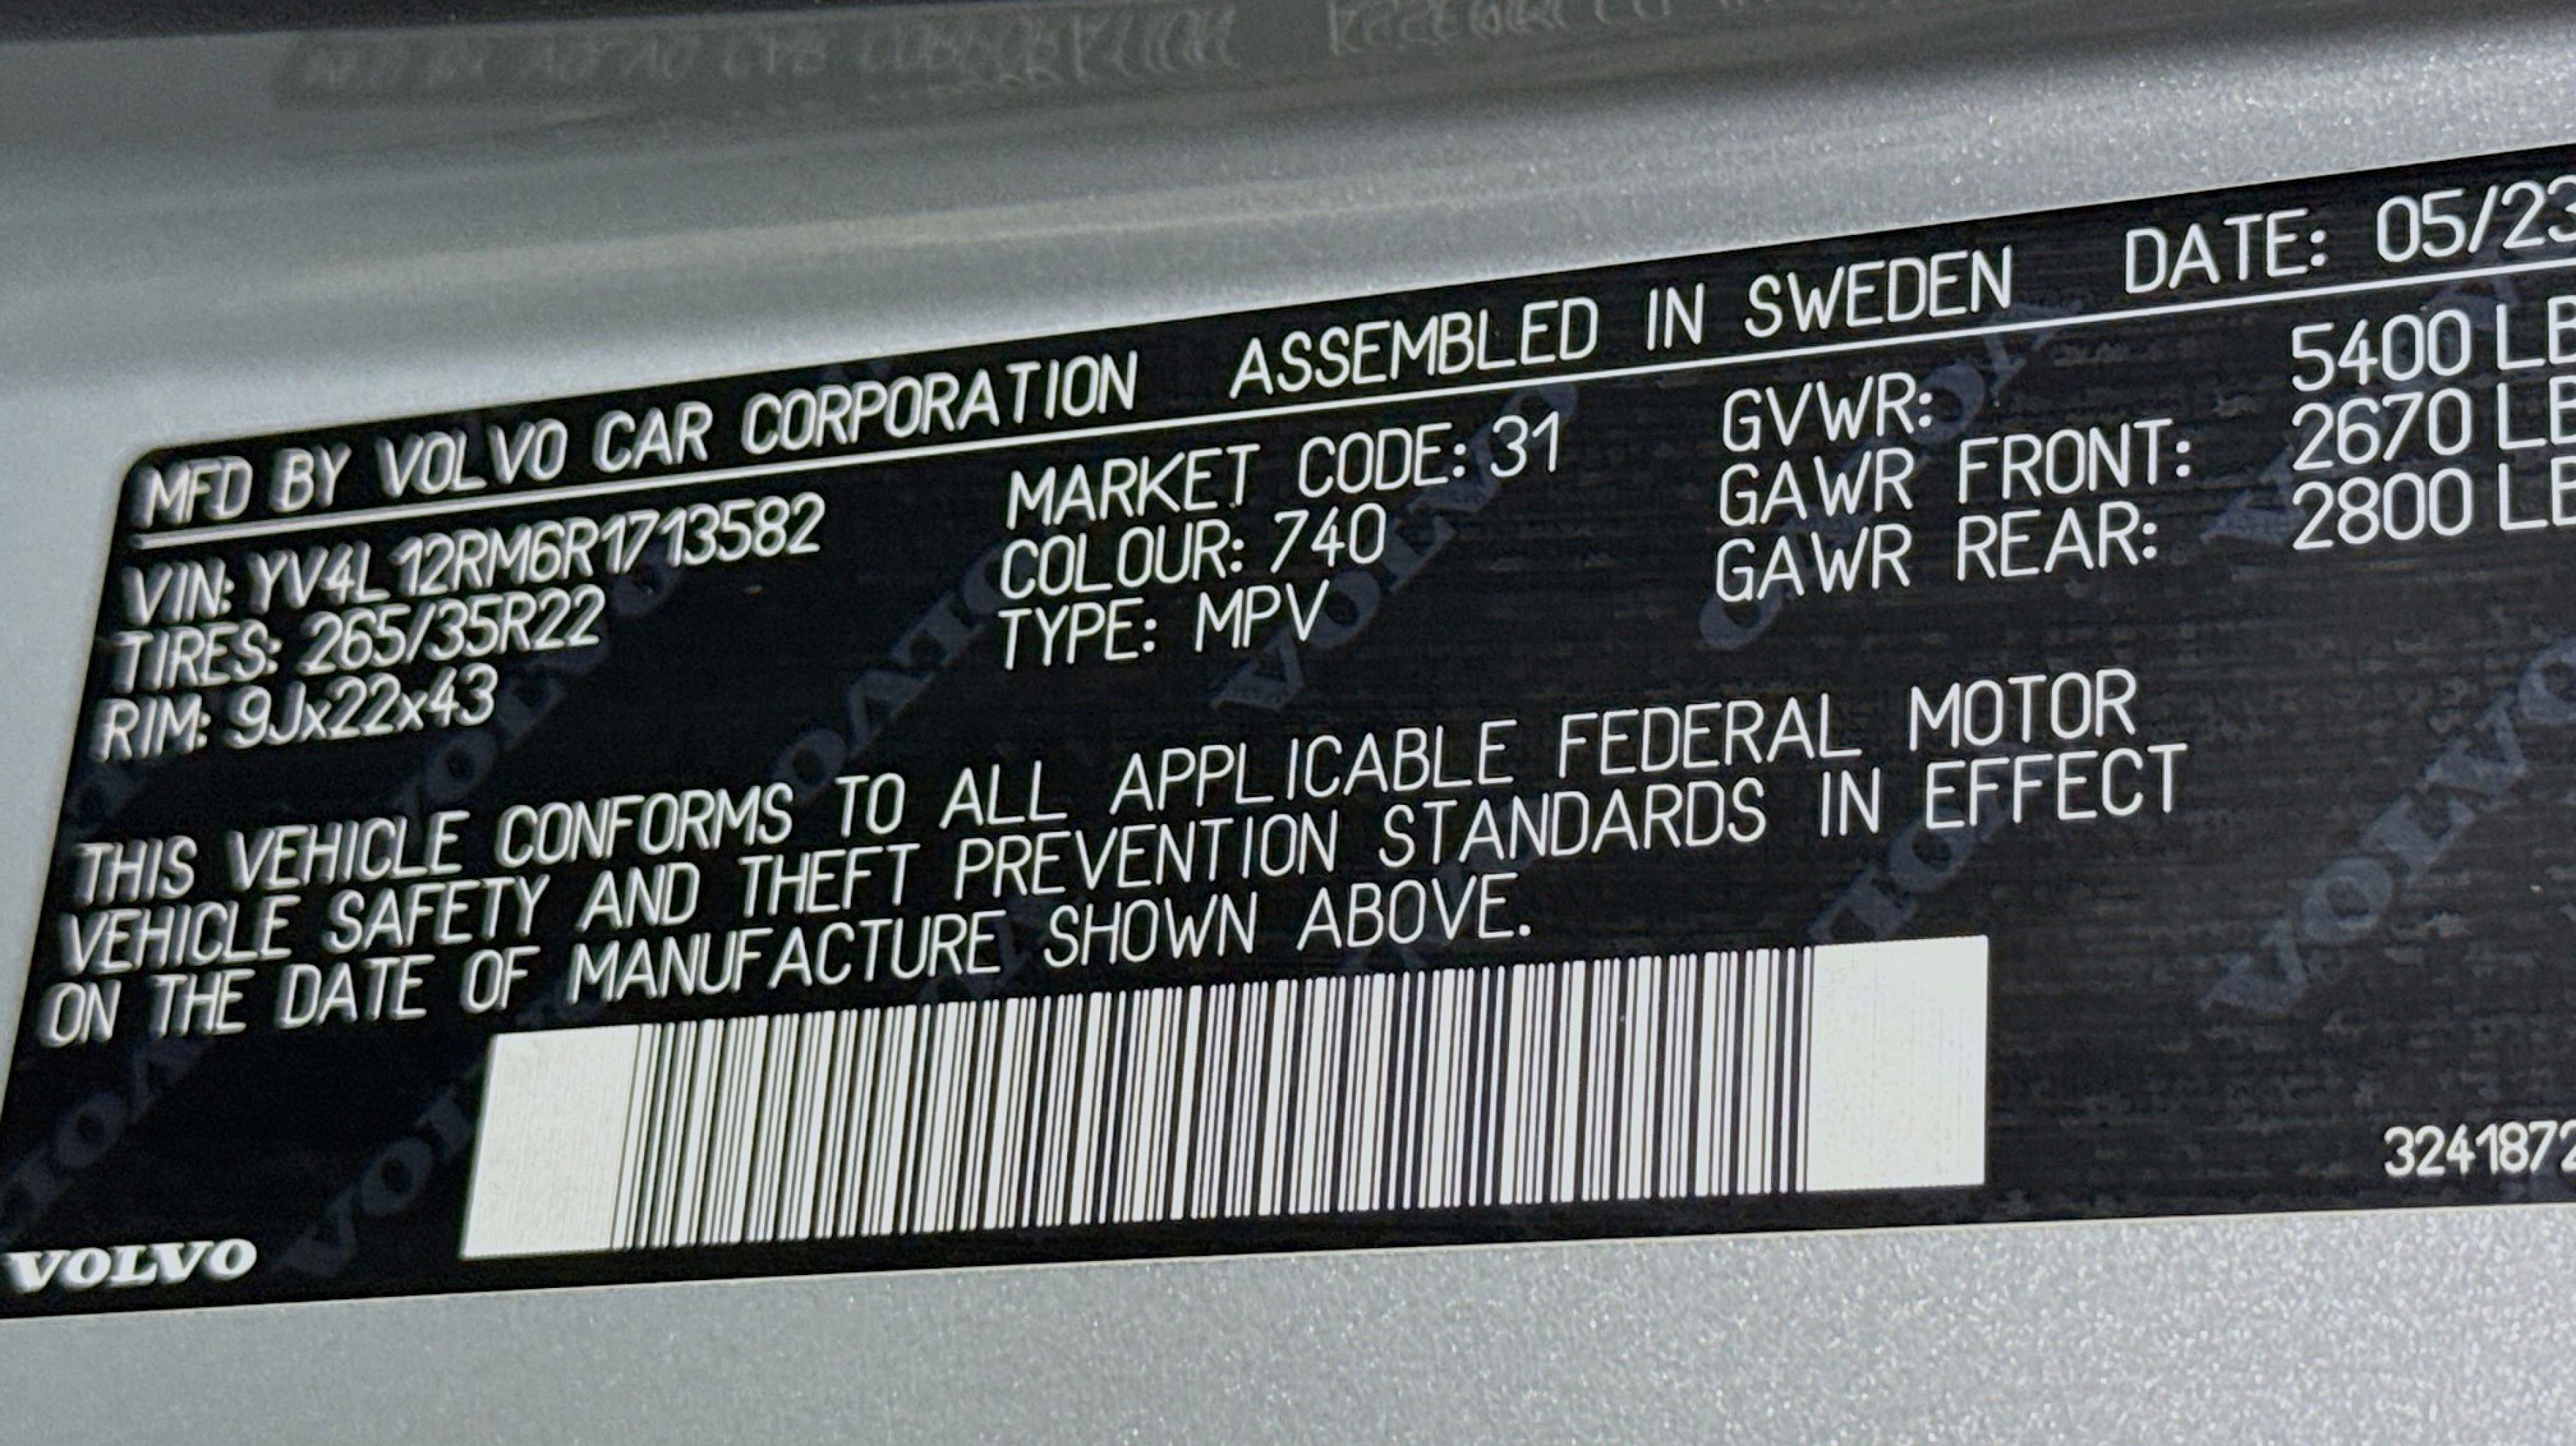 MFD BY VOLVO CAR CORPORATION ASSEMBLED IN SWEDEN DATE: 05/23
VIN: YV4L12RM6R1713582 MARKET CODE: 31 GVWR: 5400 LB
TIRES: 265/35R22 COLOUR: 740 GAWR FRONT: 2670 LB
RIM: 9Jx22x43 TYPE: MPV GAWR REAR: 2800 LB
THIS VEHICLE CONFORMS TO ALL APPLICABLE FEDERAL MOTOR
VEHICLE SAFETY AND THEFT PREVENTION STANDARDS IN EFFECT
ON THE DATE OF MANUFACTURE SHOWN ABOVE.
3241872
VOLVO